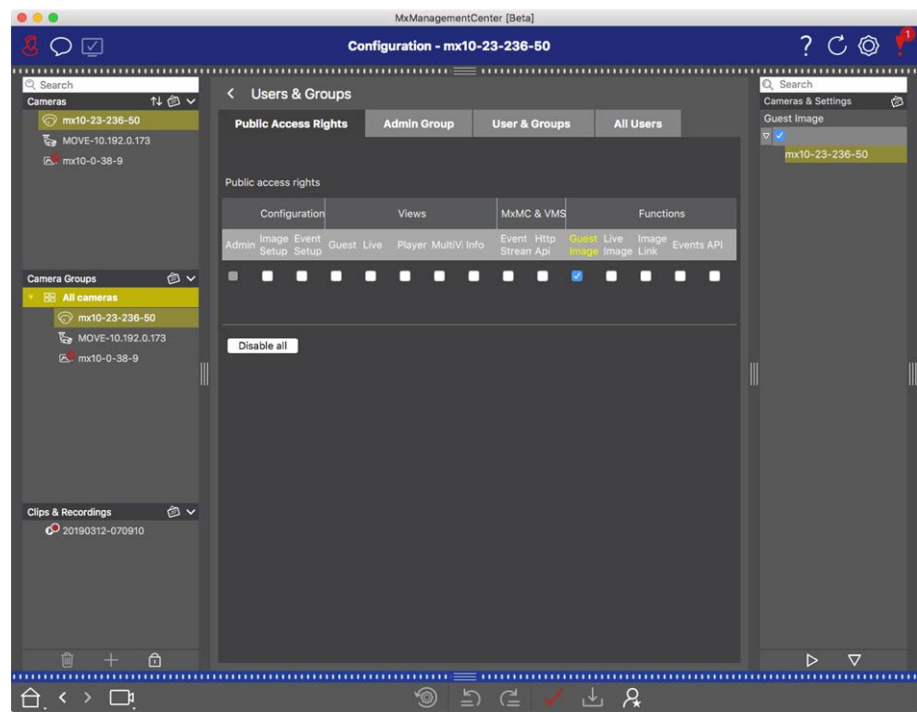 MxManagementCenter [Beta]
Configuration - mx10-23-236-50
?
1
Search
Cameras
mx10-23-236-50
MOVE-10.192.0.173
mx10-0-38-9
Camera Groups
All cameras
mx10-23-236-50
MOVE-10.192.0.173
mx10-0-38-9
Clips & Recordings
20190312-070910
Users & Groups
Public Access Rights Admin Group User & Groups All Users
Public access rights
Configuration Views MxMC & VMS Functions
Admin Image Setup Event Setup Guest Live Player MultiVi Info Event Stream Http Api Guest Image Live Image Image Link Events API
Disable all
Search
Cameras & Settings
Guest Image
mx10-23-236-50